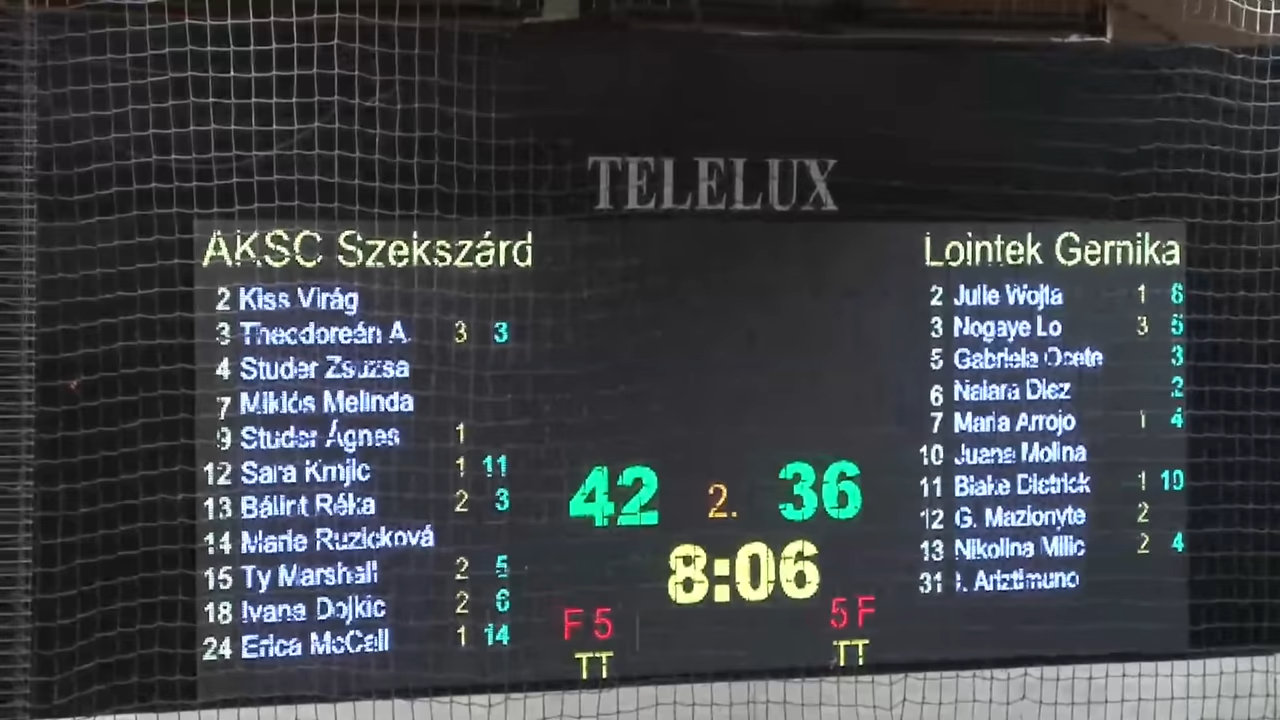 TELELUX
AKSC Szekszárd
2 Kiss Virág
3 Theodoreán A. 3 3
4 Studer Zsuzsa
7 Miklós Melinda
9 Studer Ágnes 1
12 Sara Krnjic 1 11
13 Bálint Réka 2 3
14 Marie Ruzicková
15 Ty Marshall 2 5
18 Ivana Dojkic 2 6
24 Erica McCall 1 14
42 2. 36
8:06
F 5 5 F
TT TT
Lointek Gernika
2 Julie Wojta 1 6
3 Nogaye Lo 3 5
5 Gabriela Ocete 3
6 Naiara Diez 2
7 Maria Arrojo 1 4
10 Juana Molina
11 Blake Dietrick 1 10
12 G. Mazionyte 2
13 Nikolina Milic 2 4
31 Ariztimuno